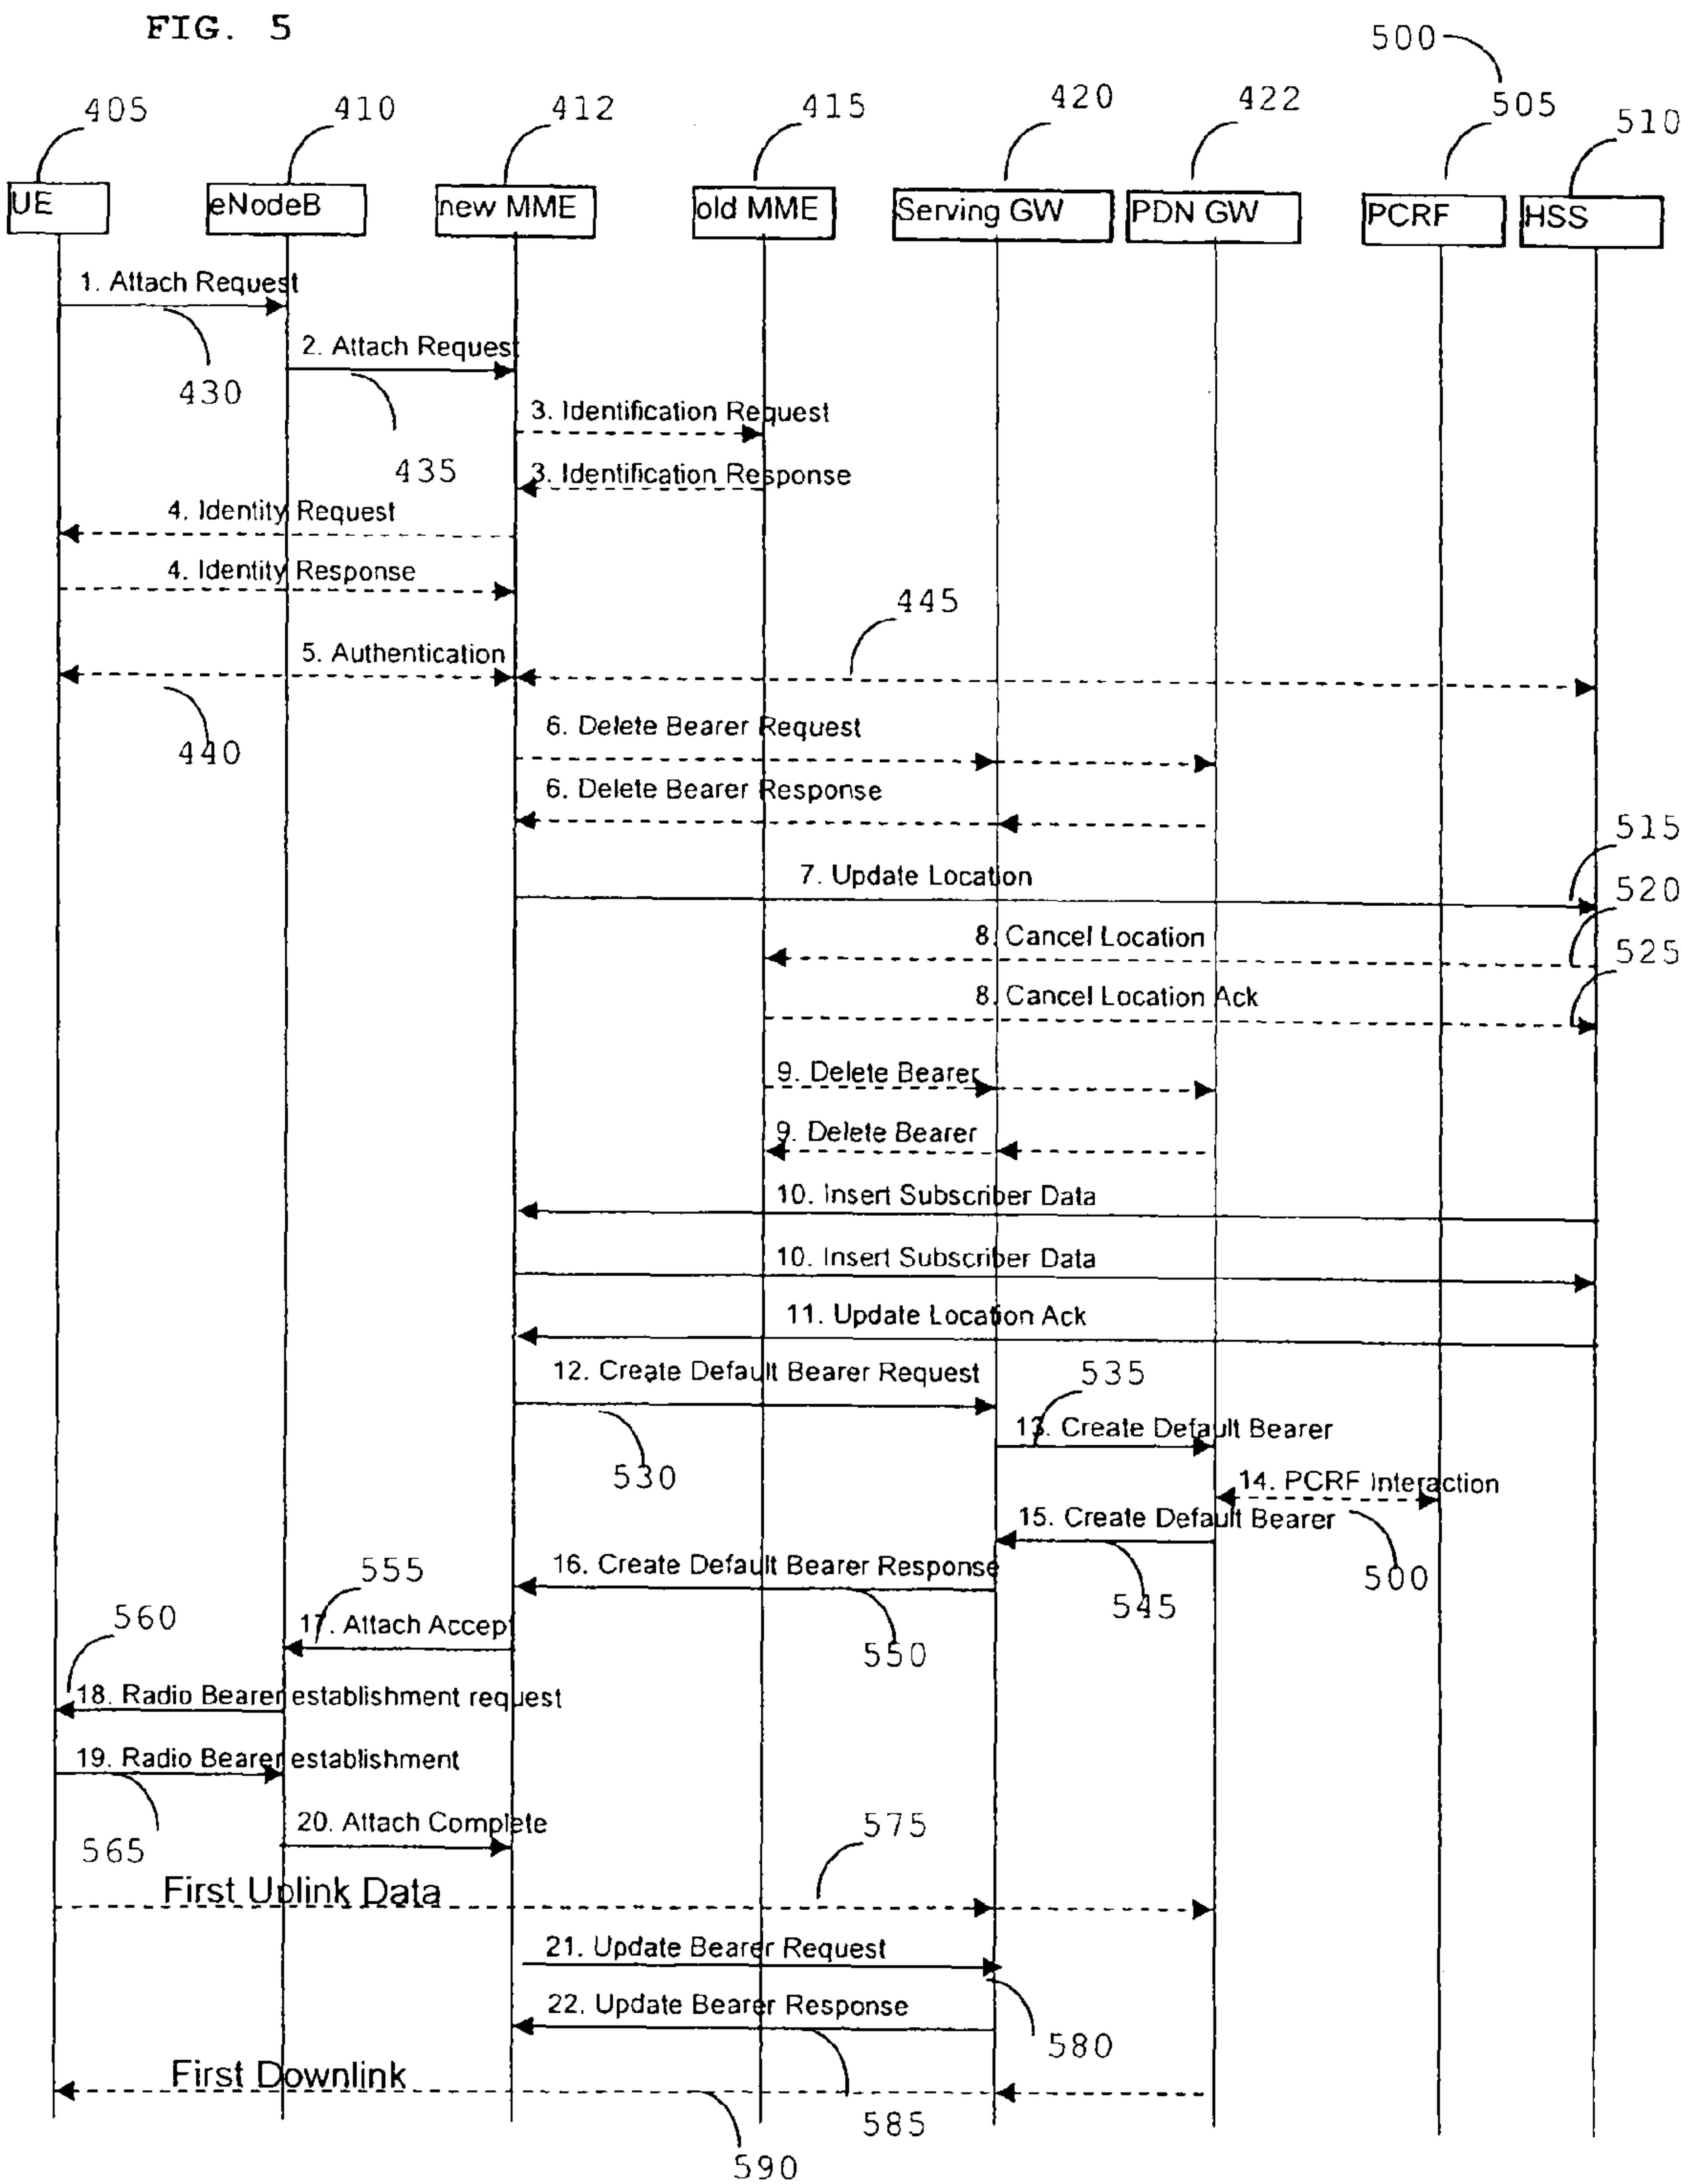 FIG. 5
500
405 410 412 415 420 422 505 510
UE eNodeB new MME old MME Serving GW PDN GW PCRF HSS
1. Attach Request
430
2. Attach Request
435
3. Identification Request
3. Identification Response
4. Identity Request
4. Identity Response
445
5. Authentication
440
6. Delete Bearer Request
6. Delete Bearer Response
515
7. Update Location
520
8. Cancel Location
525
8. Cancel Location Ack
9. Delete Bearer
9. Delete Bearer
10. Insert Subscriber Data
10. Insert Subscriber Data
11. Update Location Ack
12. Create Default Bearer Request
535
13. Create Default Bearer
530
14. PCRF Interaction
15. Create Default Bearer
500
16. Create Default Bearer Response
545
555
550
560
17. Attach Accept
18. Radio Bearer establishment request
19. Radio Bearer establishment
565
20. Attach Complete
575
First Uplink Data
21. Update Bearer Request
22. Update Bearer Response
580
First Downlink
585
590